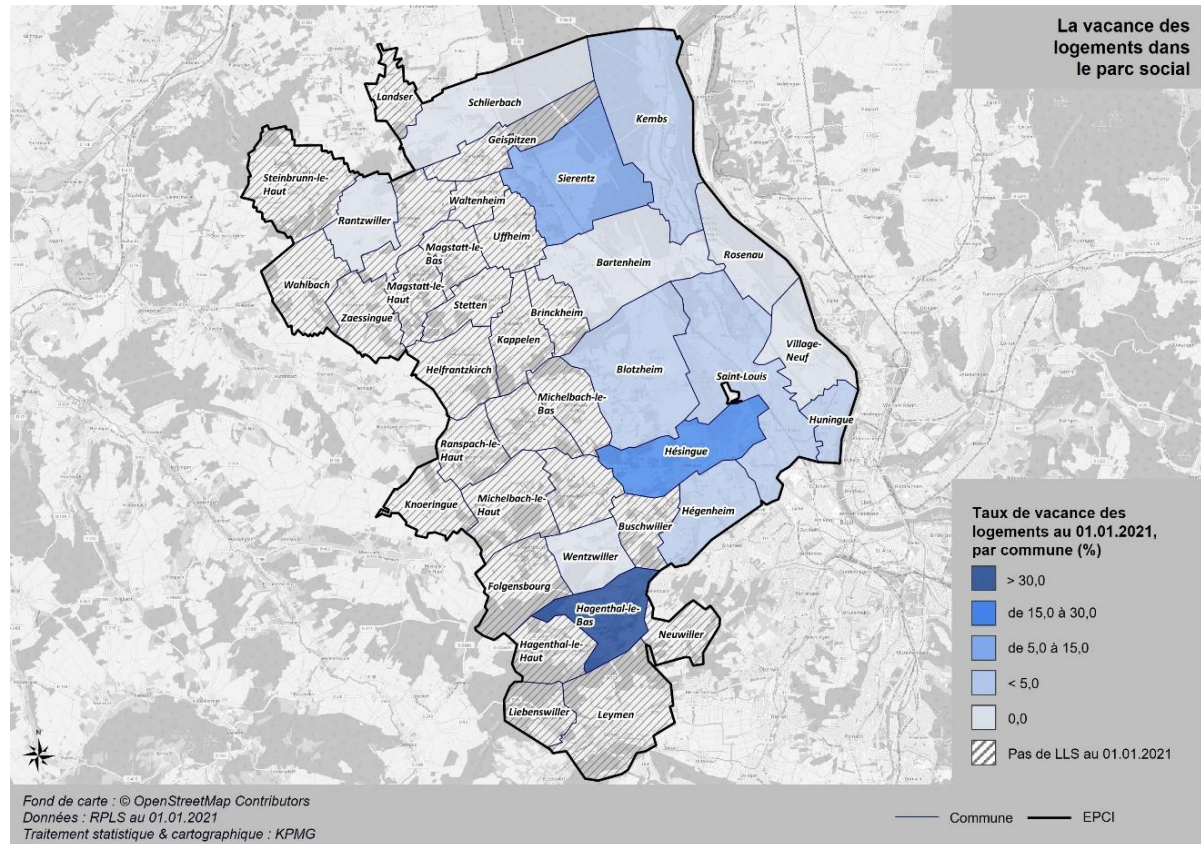 La vacance des
logements dans
le parc social
Landser
Schlierbach
Kembs
Geispitzen
Steinbrunn-le-
Haut
Sierentz
Waltenheim
Rantzwiller
Uffheim
Magstatt-le-
Bas
Bartenheim
Rosenau
Wahlbach
Magstatt-le-
Haut
Stetten
Zaessingue
Brinckheim
Kappelen
Village-
Neuf
Helfrantzkirch
Blotzheim
Saint-Louis
Michelbach-le-
Bas
Huningue
Ranspach-le-
Haut
Hésingue
Knoeringue
Michelbach-le-
Haut
Hégenheim
Buschwiller
Wentzwiller
Folgensbourg
Hagenthal-le-
Bas
Neuwiller
Hagenthal-le-
Haut
Liebenswiller
Leymen
Taux de vacance des
logements au 01.01.2021,
par commune (%)
> 30,0
de 15,0 à 30,0
de 5,0 à 15,0
< 5,0
0,0
Pas de LLS au 01.01.2021
N
Fond de carte : © OpenStreetMap Contributors
Données : RPLS au 01.01.2021
Traitement statistique & cartographique : KPMG
Commune
EPCI